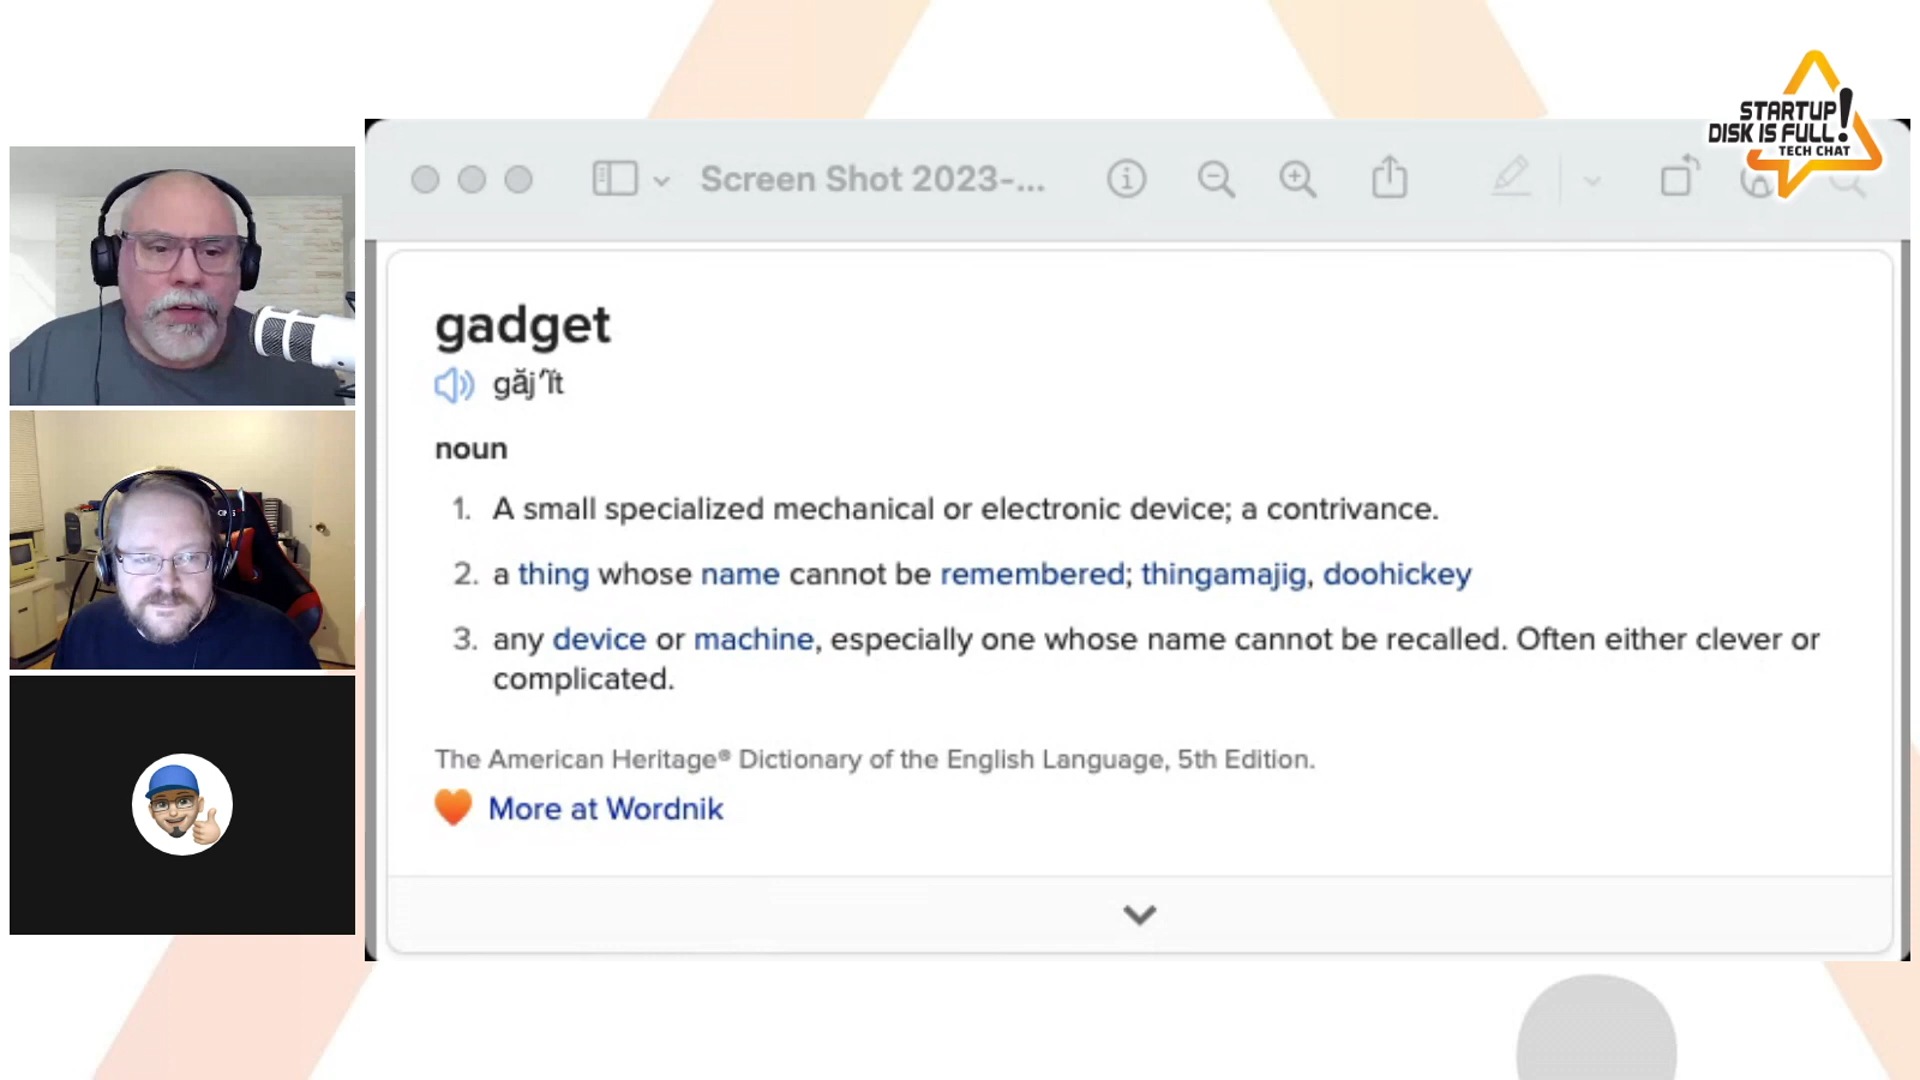 STARTUP!
DISK IS FULL!
TECH CHAT
Screen Shot 2023-...
gadget
găj′ĭt
noun
1. A small specialized mechanical or electronic device; a contrivance.
2. a thing whose name cannot be remembered; thingamajig, doohickey
3. any device or machine, especially one whose name cannot be recalled. Often either clever or
complicated.
The American Heritage® Dictionary of the English Language, 5th Edition.
More at Wordnik